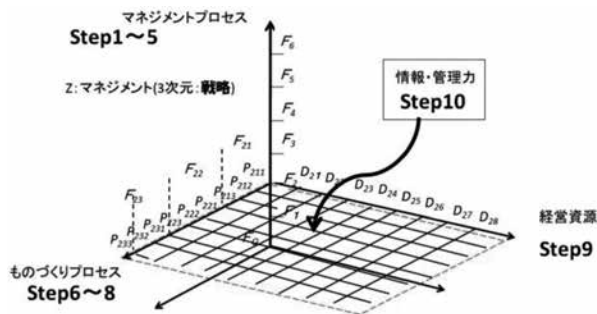 マネジメントプロセス
Step1～5
Z：マネジメント(3次元：戦略)
F6
F5
F4
F3
F2
F1
F0
情報・管理力
Step10
F21
F22
F23
P211
P212
P213
P221
P222
P223
P231
P232
P233
D21
D23
D24
D25
D26
D27
D28
経営資源
Step9
ものづくりプロセス
Step6～8